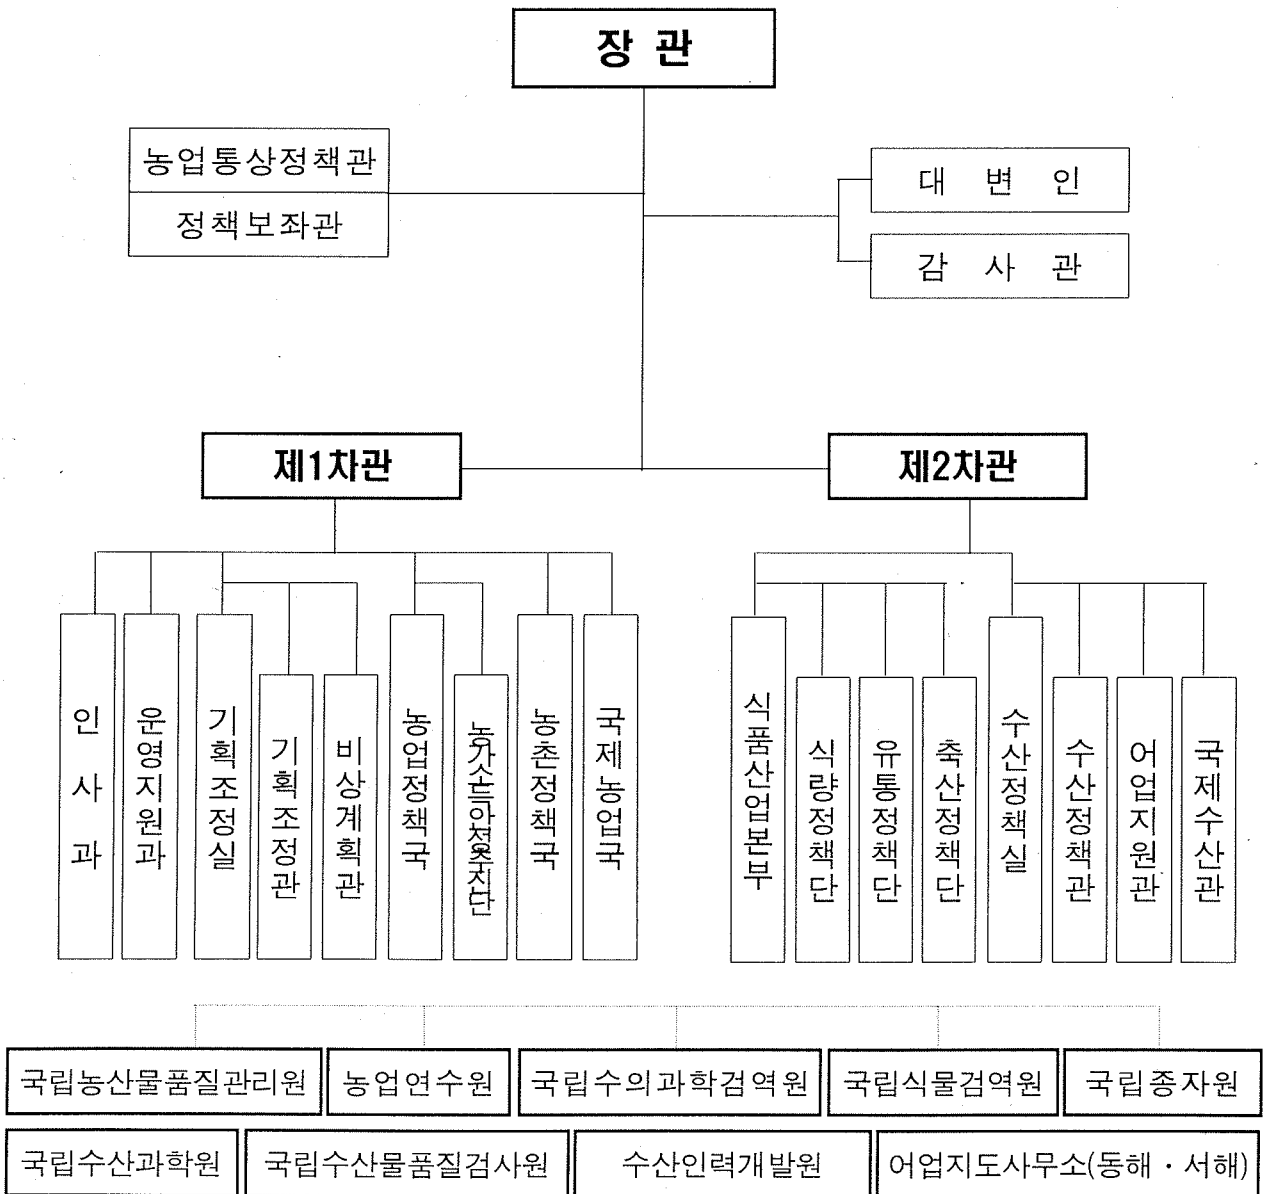 장 관
농업통상정책관
정책보좌관
대 변 인
감 사 관
제1차관
제2차관
인사과
운영지원과
기획조정실
기획조정관
비상계획관
농업정책국
농가소득안정추진단
농촌정책국
국제농업국
식품산업본부
식량정책단
유통정책단
축산정책단
수산정책실
수산정책관
어업지원관
국제수산관
국립농산물품질관리원
농업연수원
국립수의과학검역원
국립식물검역원
국립종자원
국립수산과학원
국립수산물품질검사원
수산인력개발원
어업지도사무소(동해 · 서해)